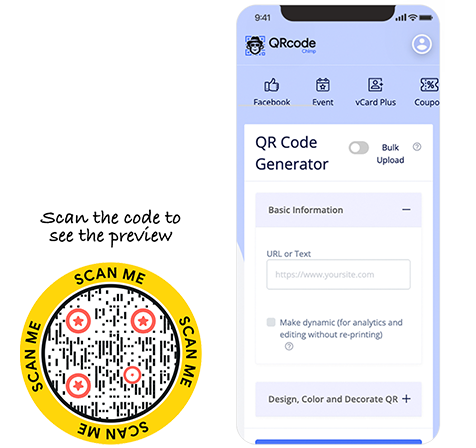 9:41
QRcode
Chimp
Facebook
Event
vCard Plus
Coupo
QR Code
Generator
Bulk
Upload
Basic Information
URL or Text
https://www.yoursite.com
Make dynamic (for analytics and
editing without re-printing)
Design, Color and Decorate QR
Scan the code to
see the preview
SCAN ME
SCAN ME
SCAN ME
SCAN ME